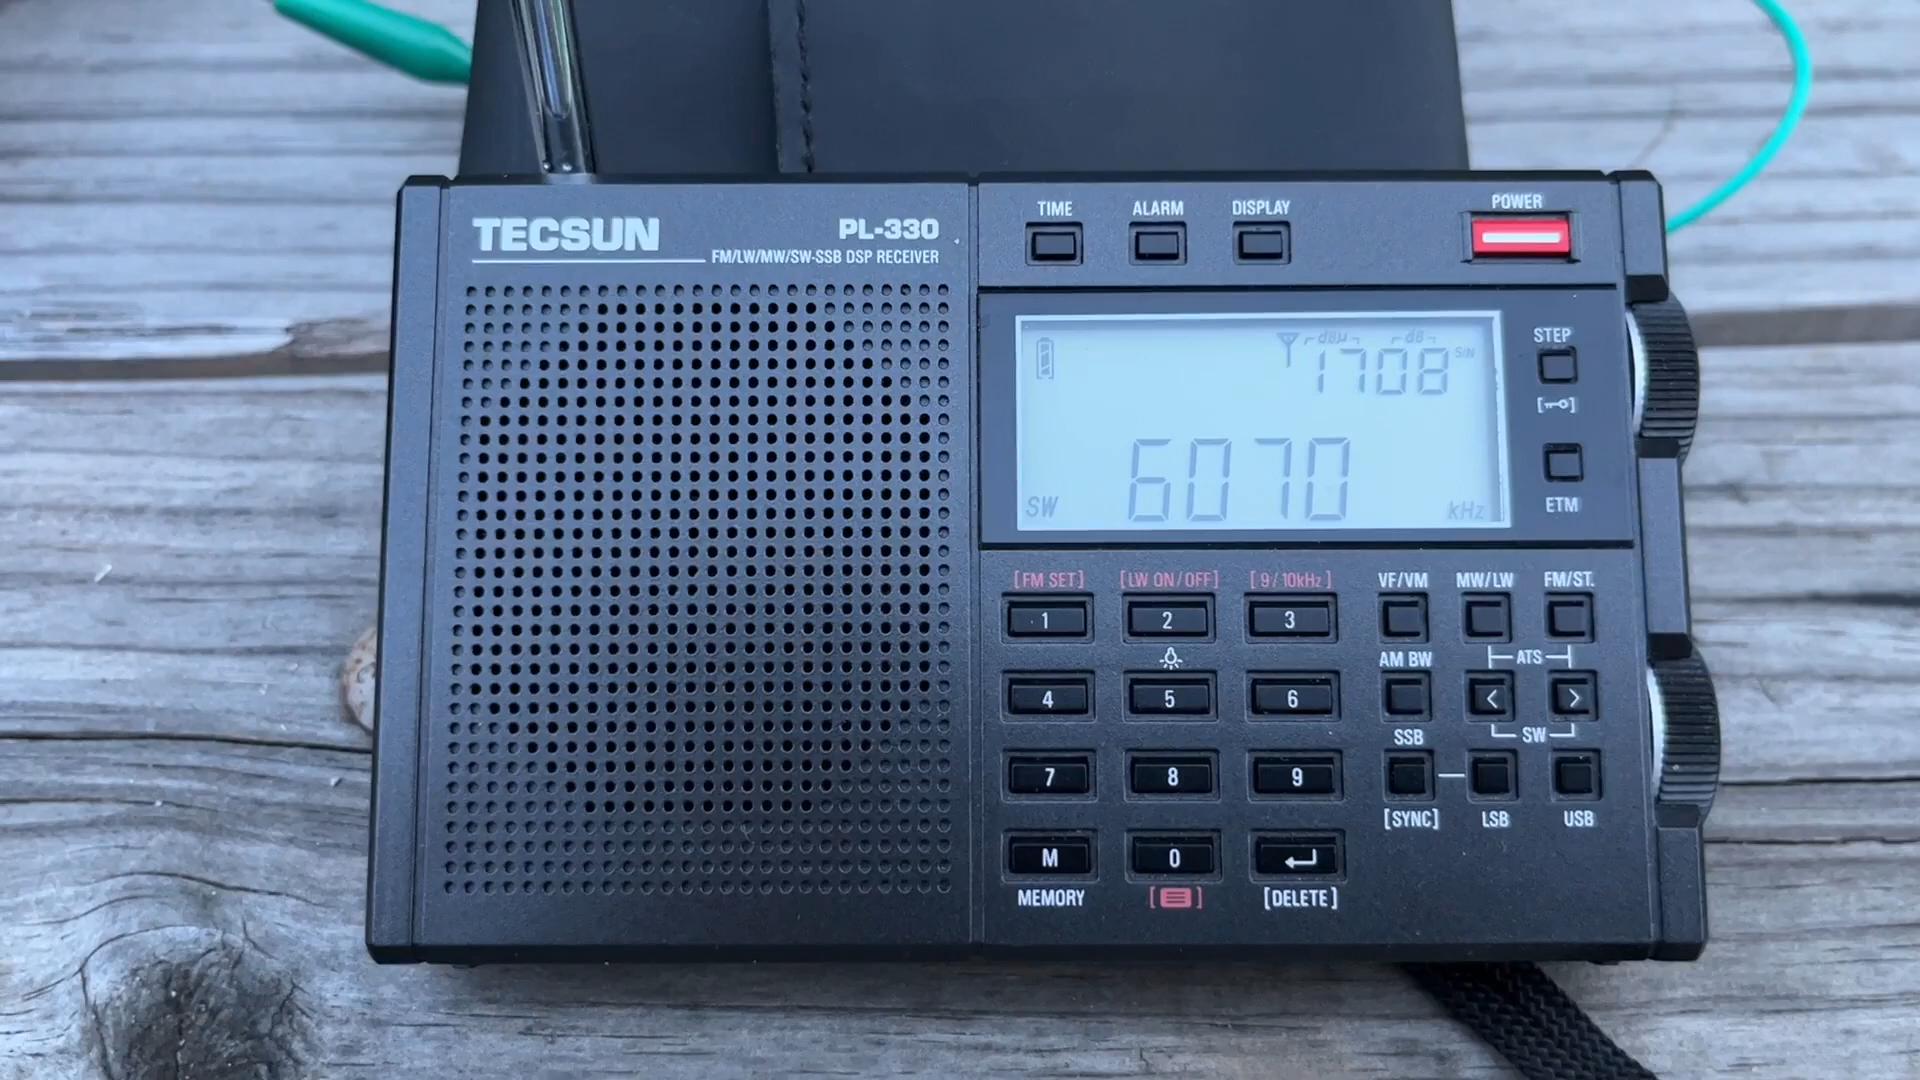 TECSUN
PL-330
FM/LW/MW/SW-SSB DSP RECEIVER
TIME
ALARM
DISPLAY
POWER
dBµ
dB
1708
S/N
6070
SW
kHz
STEP
ETM
[FM SET]
[LW ON/OFF]
[9/10kHz]
VF/VM
MW/LW
FM/ST.
1
2
3
AM BW
ATS
4
5
6
<
>
SSB
SW
7
8
9
[SYNC]
LSB
USB
M
0
MEMORY
[DELETE]